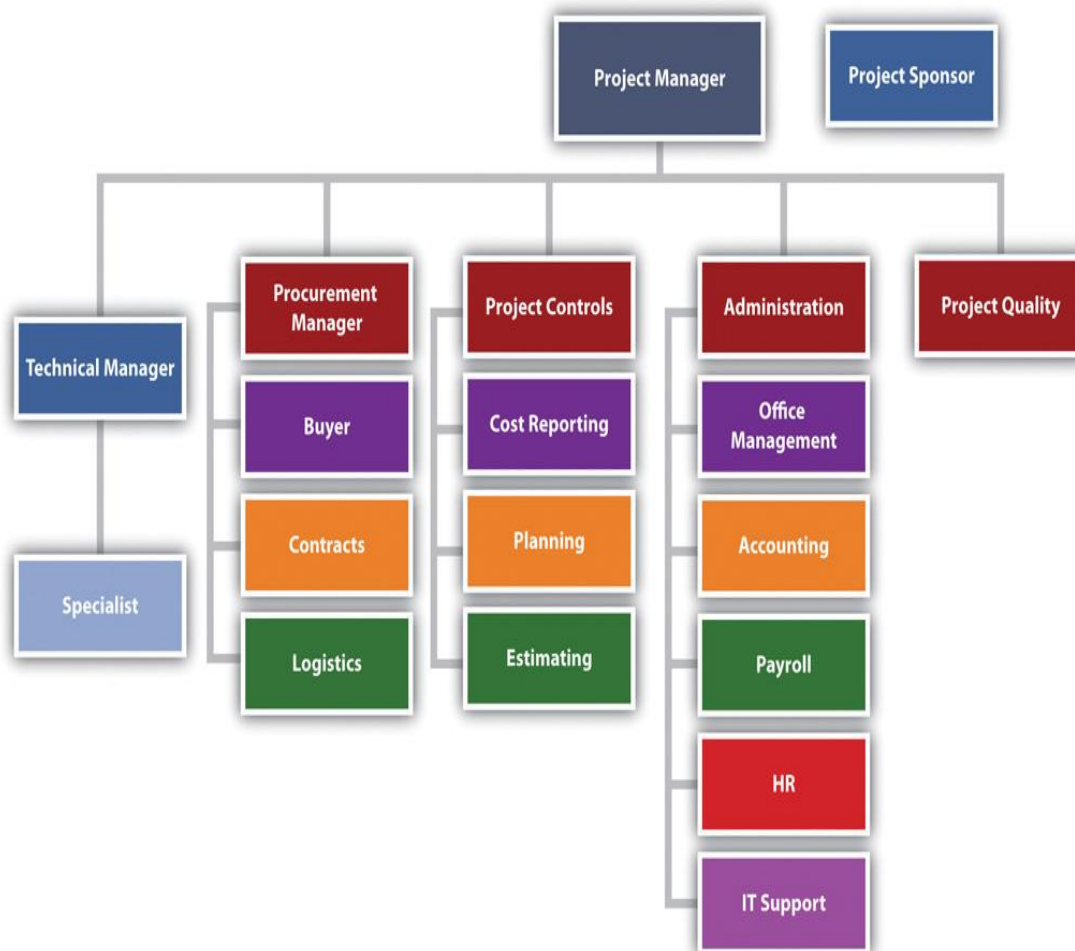 Project Manager
Project Sponsor
Technical Manager
Specialist
Procurement
Manager
Buyer
Contracts
Logistics
Project Controls
Cost Reporting
Planning
Estimating
Administration
Office
Management
Accounting
Payroll
HR
IT Support
Project Quality